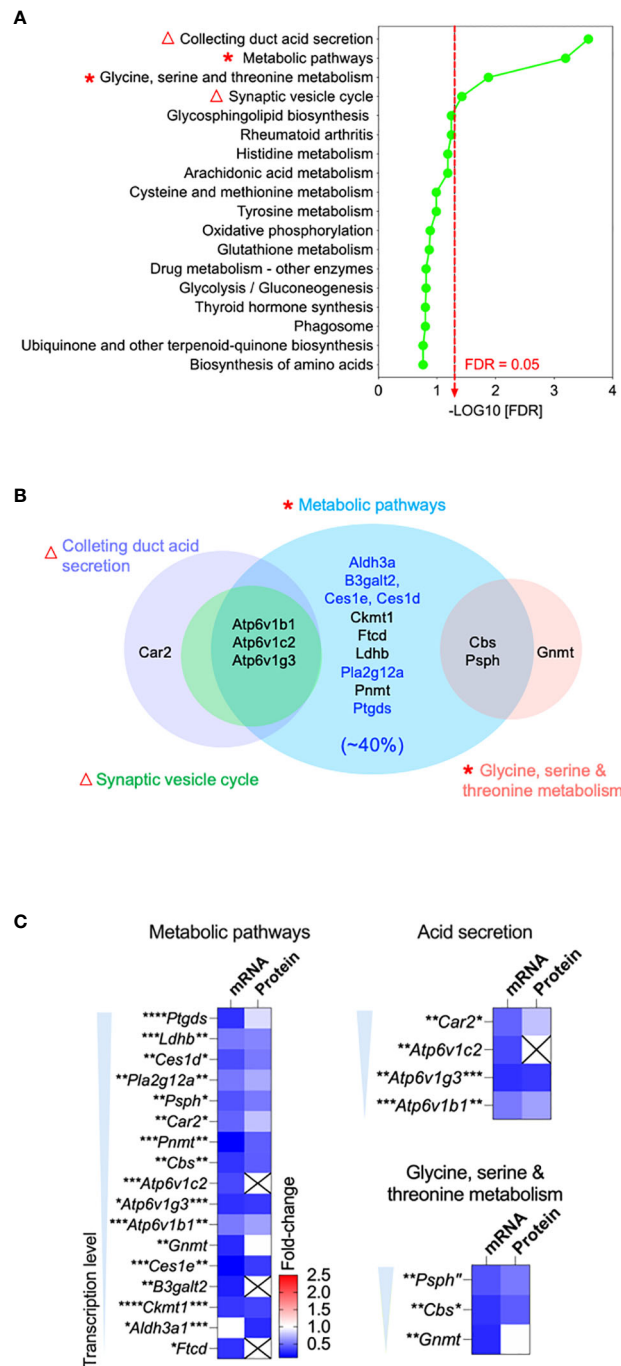 A
△ Collecting duct acid secretion
* Metabolic pathways
* Glycine, serine and threonine metabolism
△ Synaptic vesicle cycle
Glycosphingolipid biosynthesis
Rheumatoid arthritis
Histidine metabolism
Arachidonic acid metabolism
Cysteine and methionine metabolism
Tyrosine metabolism
Oxidative phosphorylation
Glutathione metabolism
Drug metabolism - other enzymes
Glycolysis / Gluconeogenesis
Thyroid hormone synthesis
Phagosome
Ubiquinone and other terpenoid-quinone biosynthesis
Biosynthesis of amino acids
FDR = 0.05
0 1 2 3 4
-LOG10 [FDR]
B
* Metabolic pathways
△ Colleting duct acid
secretion
Car2
Atp6v1b1
Atp6v1c2
Atp6v1g3
Aldh3a
B3galt2,
Ces1e, Ces1d
Ckmt1
Ftcd
Ldhb
Pla2g12a
Pnmt
Ptgds
(~40%)
Cbs
Psph
Gnmt
△ Synaptic vesicle cycle
* Glycine, serine &
threonine metabolism
C
Metabolic pathways
mRNA Protein
Transcription level
****Ptgds
***Ldhb**
**Ces1d*
**Pla2g12a**
**Psph*
**Car2*
***Pnmt**
**Cbs**
***Atp6v1c2
*Atp6v1g3***
***Atp6v1b1**
**Gnmt
***Ces1e**
**B3galt2
****Ckmt1***
*Aldh3a1***
*Ftcd
Fold-change
2.5
2.0
1.5
1.0
0.5
Acid secretion
mRNA Protein
**Car2*
**Atp6v1c2
**Atp6v1g3***
***Atp6v1b1**
Glycine, serine &
threonine metabolism
mRNA Protein
**Psph"
**Cbs*
**Gnmt